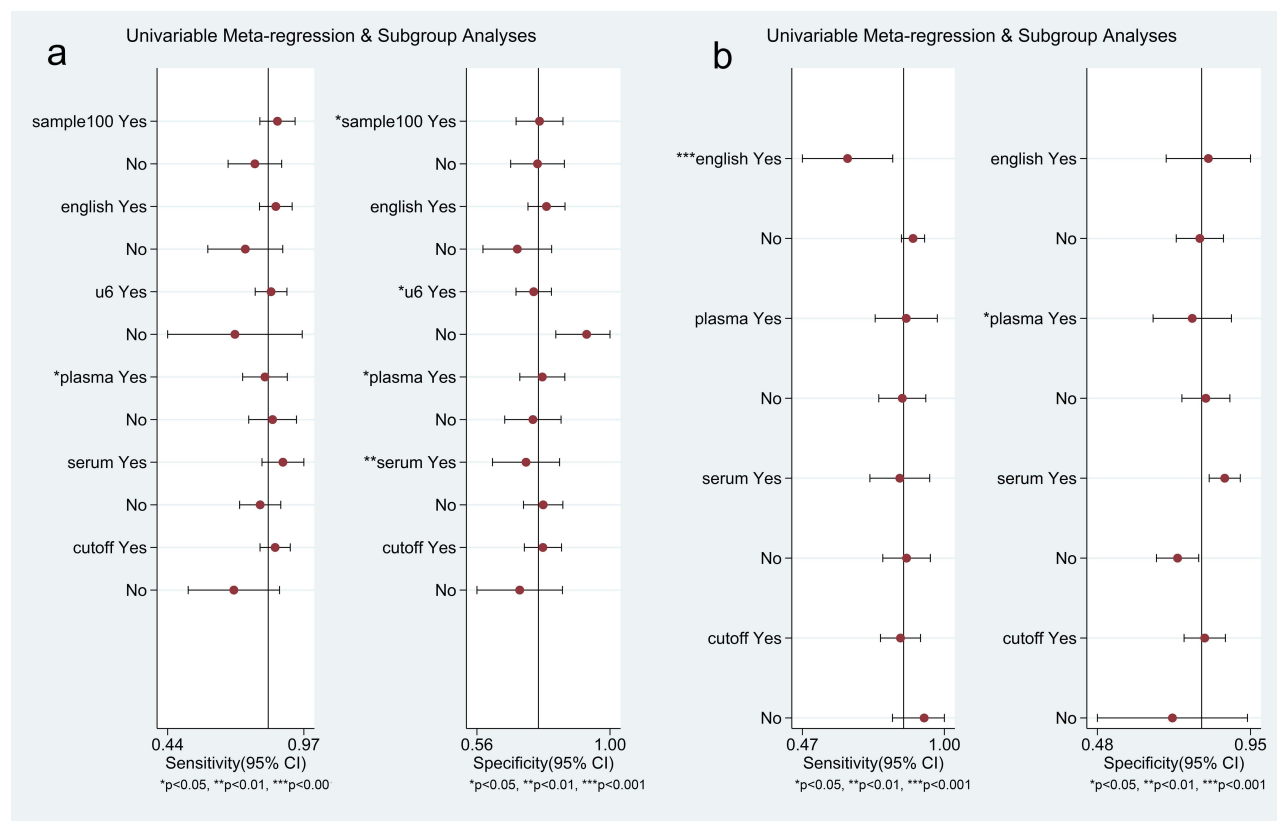 Univariable Meta-regression & Subgroup Analyses
a
sample100 Yes
No
english Yes
No
u6 Yes
No
*plasma Yes
No
serum Yes
No
cutoff Yes
No
0.44 0.97
Sensitivity(95% CI)
*p<0.05, **p<0.01, ***p<0.00
*sample100 Yes
No
english Yes
No
*u6 Yes
No
*plasma Yes
No
**serum Yes
No
cutoff Yes
No
0.56 1.00
Specificity(95% CI)
*p<0.05, **p<0.01, ***p<0.001
Univariable Meta-regression & Subgroup Analyses
b
***english Yes
No
plasma Yes
No
serum Yes
No
cutoff Yes
No
0.47 1.00
Sensitivity(95% CI)
*p<0.05, **p<0.01, ***p<0.001
english Yes
No
*plasma Yes
No
serum Yes
No
cutoff Yes
No
0.48 0.95
Specificity(95% CI)
*p<0.05, **p<0.01, ***p<0.001